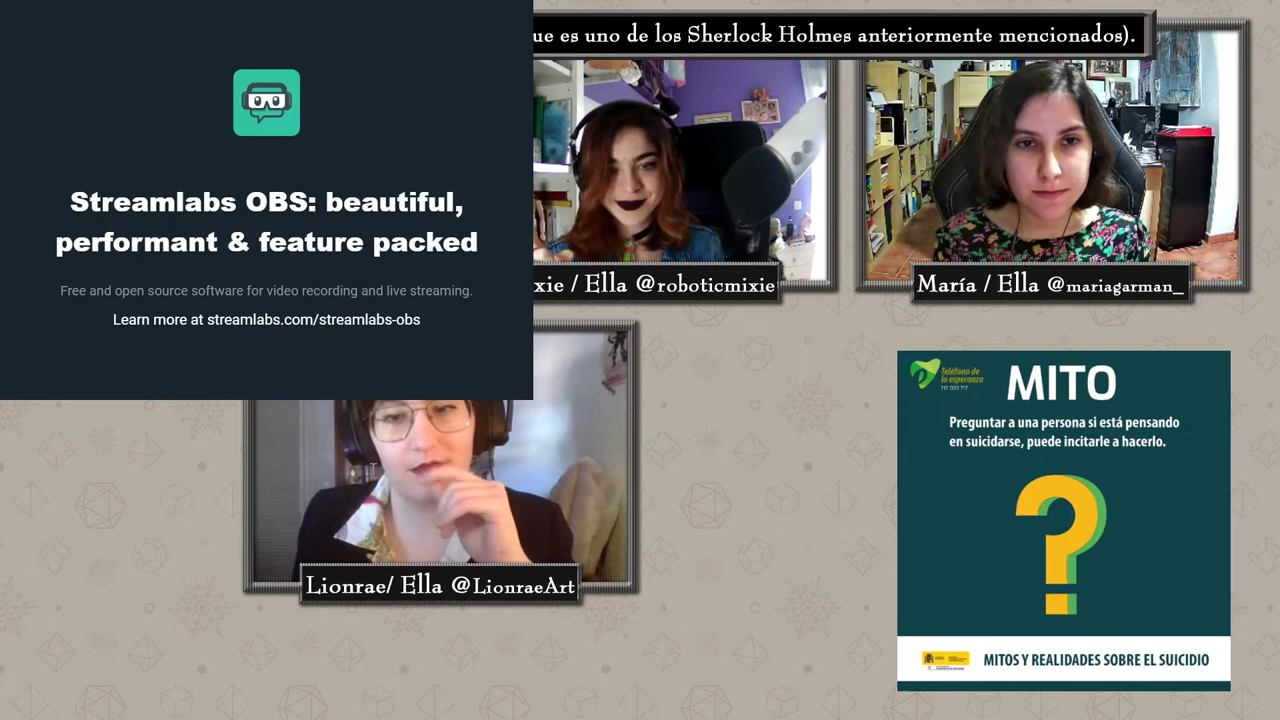 Streamlabs OBS: beautiful,
performant & feature packed
Free and open source software for video recording and live streaming.
Learn more at streamlabs.com/streamlabs-obs
ue es uno de los Sherlock Holmes anteriormente mencionados).
xie / Ella @roboticmixie
María / Ella @mariagarman_
Lionrae/ Ella @LionraeArt
Teléfono de
la esperanza
717 003 717
MITO
Preguntar a una persona si está pensando
en suicidarse, puede incitarle a hacerlo.
?
MITOS Y REALIDADES SOBRE EL SUICIDIO